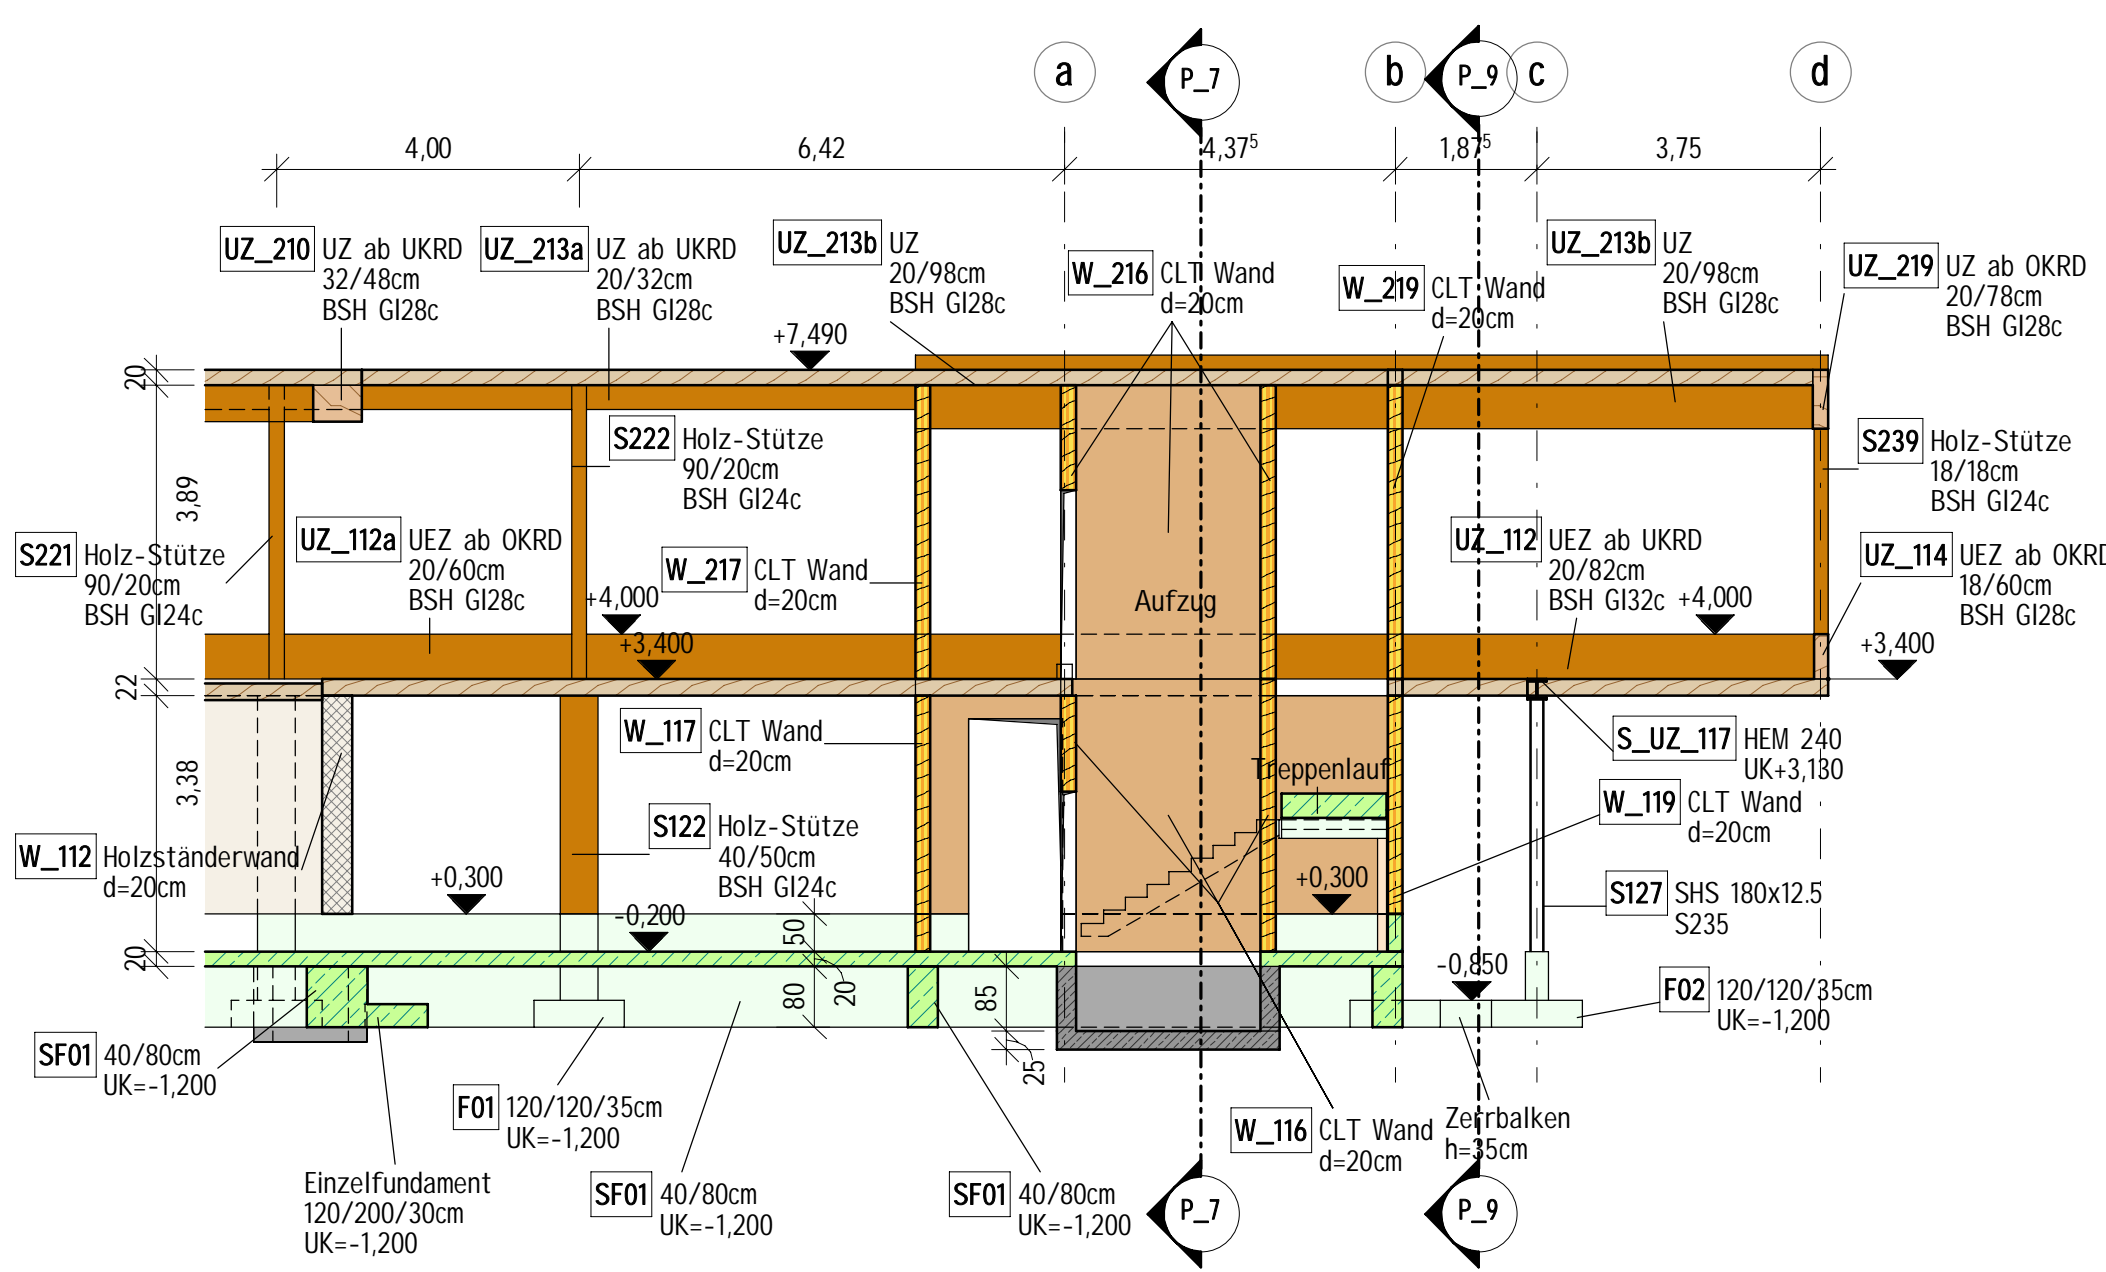 a
P_7
b
P_9
c
d
4,00
6,42
4,37⁵
1,87⁵
3,75
UZ_210 UZ ab UKRD
32/48cm
BSH Gl28c
UZ_213a UZ ab UKRD
20/32cm
BSH Gl28c
UZ_213b UZ
20/98cm
BSH Gl28c
W_216 CLT Wand
d=20cm
W_219 CLT Wand
d=20cm
UZ_213b UZ
20/98cm
BSH Gl28c
UZ_219 UZ ab OKRD
20/78cm
BSH Gl28c
+7,490
20
3,89
22
3,38
20
S222 Holz-Stütze
90/20cm
BSH Gl24c
S239 Holz-Stütze
18/18cm
BSH Gl24c
S221 Holz-Stütze
90/20cm
BSH Gl24c
UZ_112a UEZ ab OKRD
20/60cm
BSH Gl28c
W_217 CLT Wand
d=20cm
UZ_112 UEZ ab UKRD
20/82cm
BSH Gl32c
UZ_114 UEZ ab OKRD
18/60cm
BSH Gl28c
+4,000
+3,400
Aufzug
+4,000
+3,400
W_117 CLT Wand
d=20cm
S_UZ_117 HEM 240
UK+3,130
Treppenlauf
W_119 CLT Wand
d=20cm
W_112 Holzständerwand
d=20cm
S122 Holz-Stütze
40/50cm
BSH Gl24c
+0,300
-0,200
+0,300
S127 SHS 180x12.5
S235
50
20
80
85
25
-0,850
F02 120/120/35cm
UK=-1,200
SF01 40/80cm
UK=-1,200
F01 120/120/35cm
UK=-1,200
Einzelfundament
120/200/30cm
UK=-1,200
SF01 40/80cm
UK=-1,200
SF01 40/80cm
UK=-1,200
W_116 CLT Wand
d=20cm
Zerrbalken
h=35cm
P_7
P_9